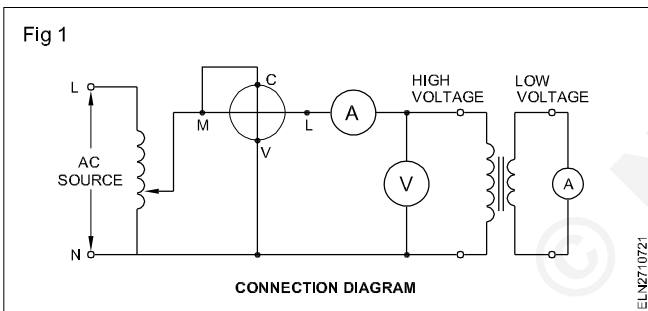 Fig 1
L
C
M
L
A
V
HIGH
VOLTAGE
LOW
VOLTAGE
AC
SOURCE
V
A
N
CONNECTION DIAGRAM
ELN2710721
©